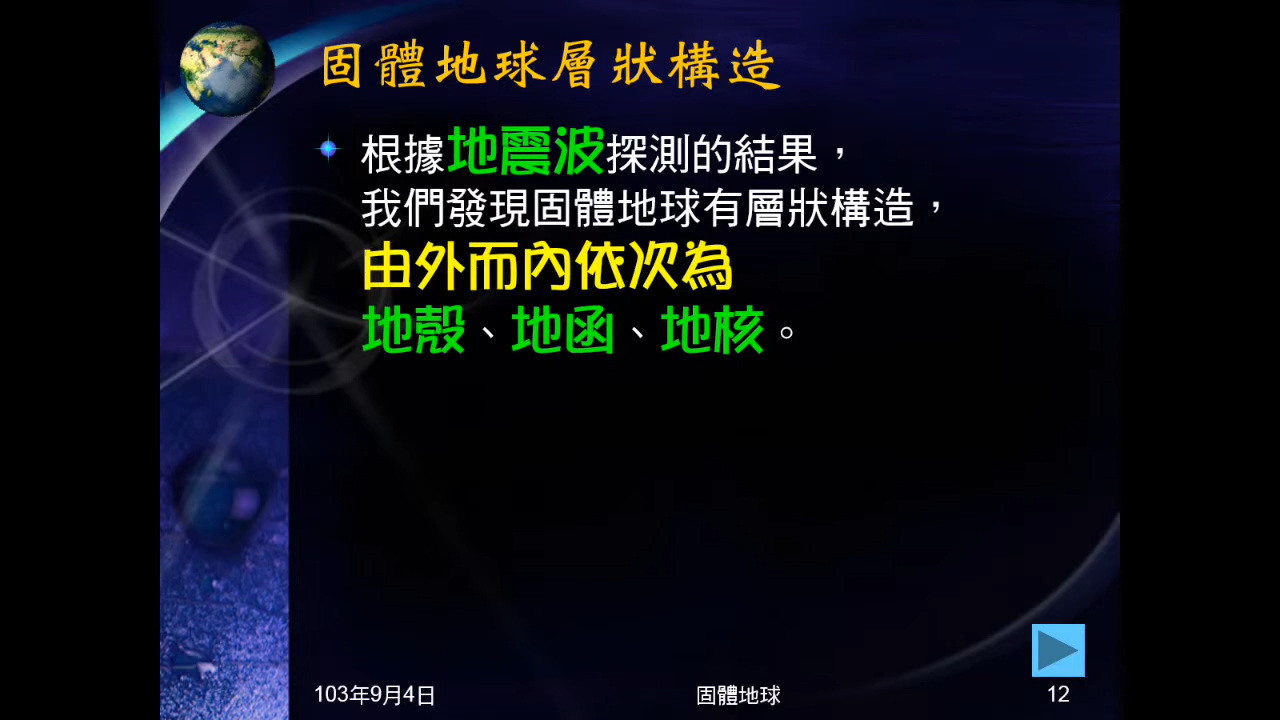 固體地球層狀構造
根據地震波探測的結果，
我們發現固體地球有層狀構造，
由外而內依次為
地殼、地函、地核。
103年9月4日
固體地球
12